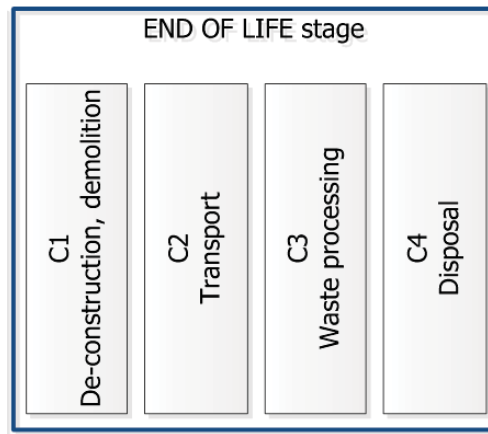 END OF LIFE stage
C1
De-construction, demolition
C2
Transport
C3
Waste processing
C4
Disposal